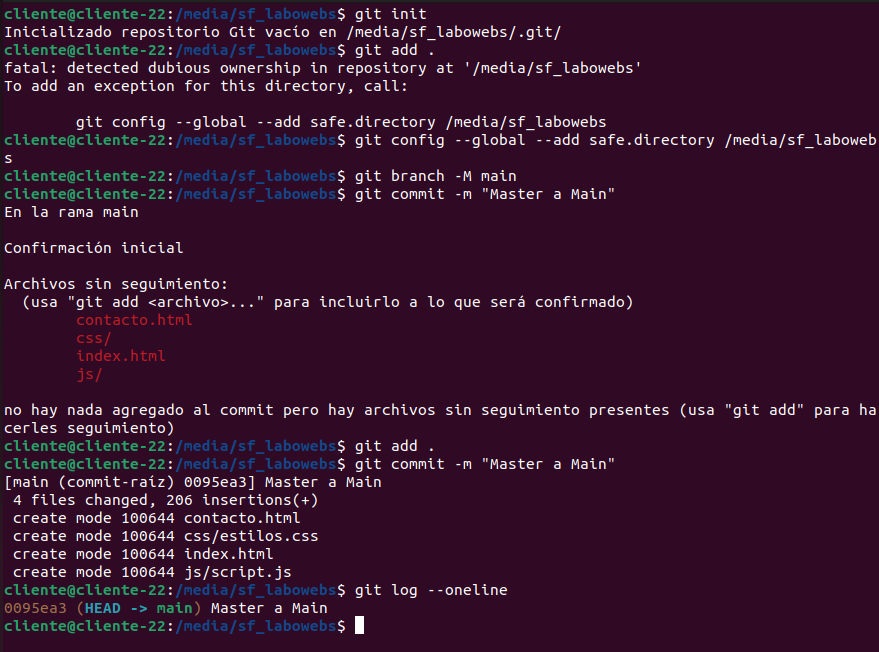 cliente@cliente-22:/media/sf_labowebs$ git init
Inicializado repositorio Git vacío en /media/sf_labowebs/.git/
cliente@cliente-22:/media/sf_labowebs$ git add .
fatal: detected dubious ownership in repository at '/media/sf_labowebs'
To add an exception for this directory, call:

        git config --global --add safe.directory /media/sf_labowebs
cliente@cliente-22:/media/sf_labowebs$ git config --global --add safe.directory /media/sf_laboweb
s
cliente@cliente-22:/media/sf_labowebs$ git branch -M main
cliente@cliente-22:/media/sf_labowebs$ git commit -m "Master a Main"
En la rama main

Confirmación inicial

Archivos sin seguimiento:
  (usa "git add <archivo>..." para incluirlo a lo que será confirmado)
        contacto.html
        css/
        index.html
        js/

no hay nada agregado al commit pero hay archivos sin seguimiento presentes (usa "git add" para ha
cerles seguimiento)
cliente@cliente-22:/media/sf_labowebs$ git add .
cliente@cliente-22:/media/sf_labowebs$ git commit -m "Master a Main"
[main (commit-raíz) 0095ea3] Master a Main
 4 files changed, 206 insertions(+)
 create mode 100644 contacto.html
 create mode 100644 css/estilos.css
 create mode 100644 index.html
 create mode 100644 js/script.js
cliente@cliente-22:/media/sf_labowebs$ git log --oneline
0095ea3 (HEAD -> main) Master a Main
cliente@cliente-22:/media/sf_labowebs$